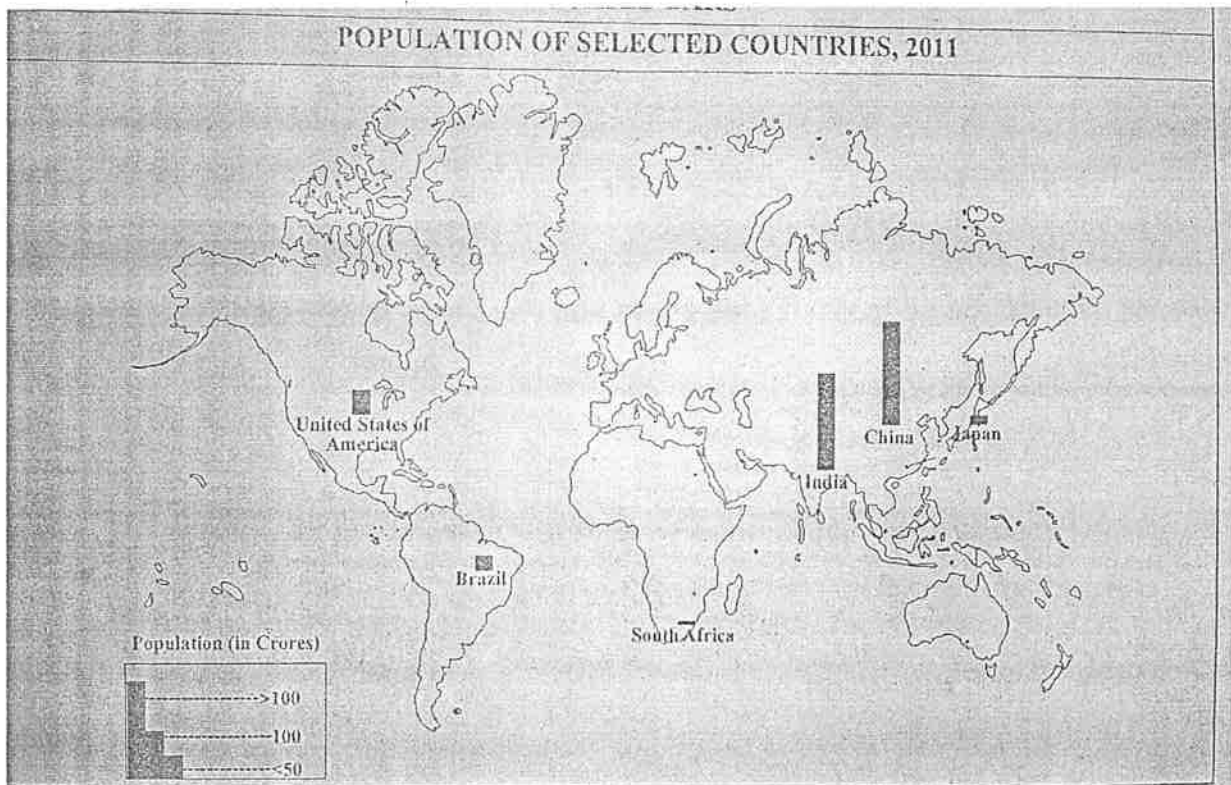 POPULATION OF SELECTED COUNTRIES, 2011
United States of
America
China
Japan
India
Brazil
South Africa
Population (in Crores)
>100
100
<50